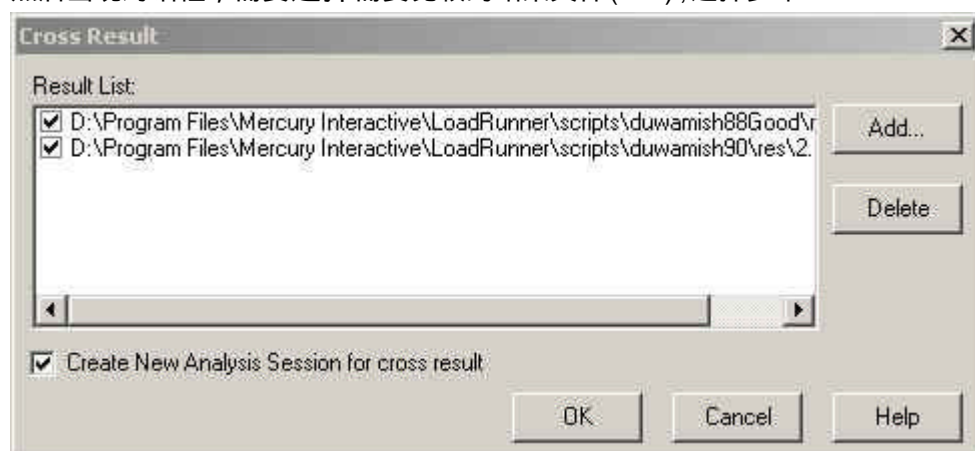 Cross Result
Result List:
D:\Program Files\Mercury Interactive\LoadRunner\scripts\duwamish88Good\r
D:\Program Files\Mercury Interactive\LoadRunner\scripts\duwamish90\res\2.
Add...
Delete
Create New Analysis Session for cross result
OK
Cancel
Help